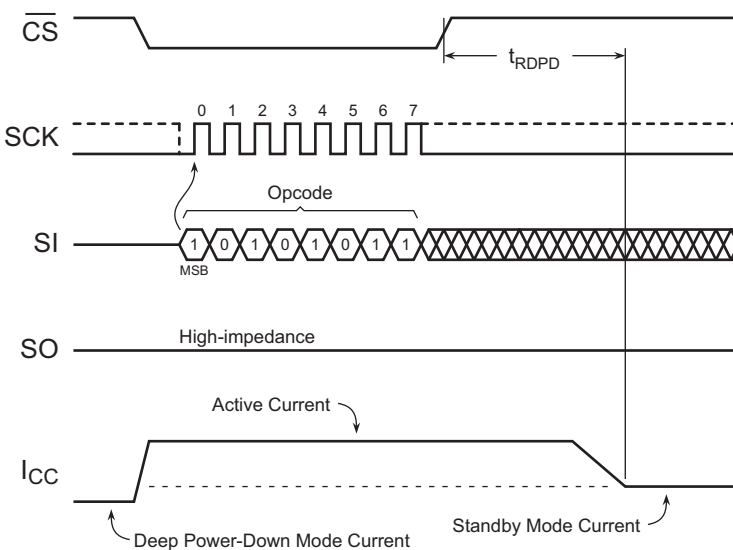 CS
tRDPD
0 1 2 3 4 5 6 7
SCK
Opcode
SI
1 0 1 0 1 0 1 1
MSB
High-impedance
SO
Active Current
ICC
Standby Mode Current
Deep Power-Down Mode Current